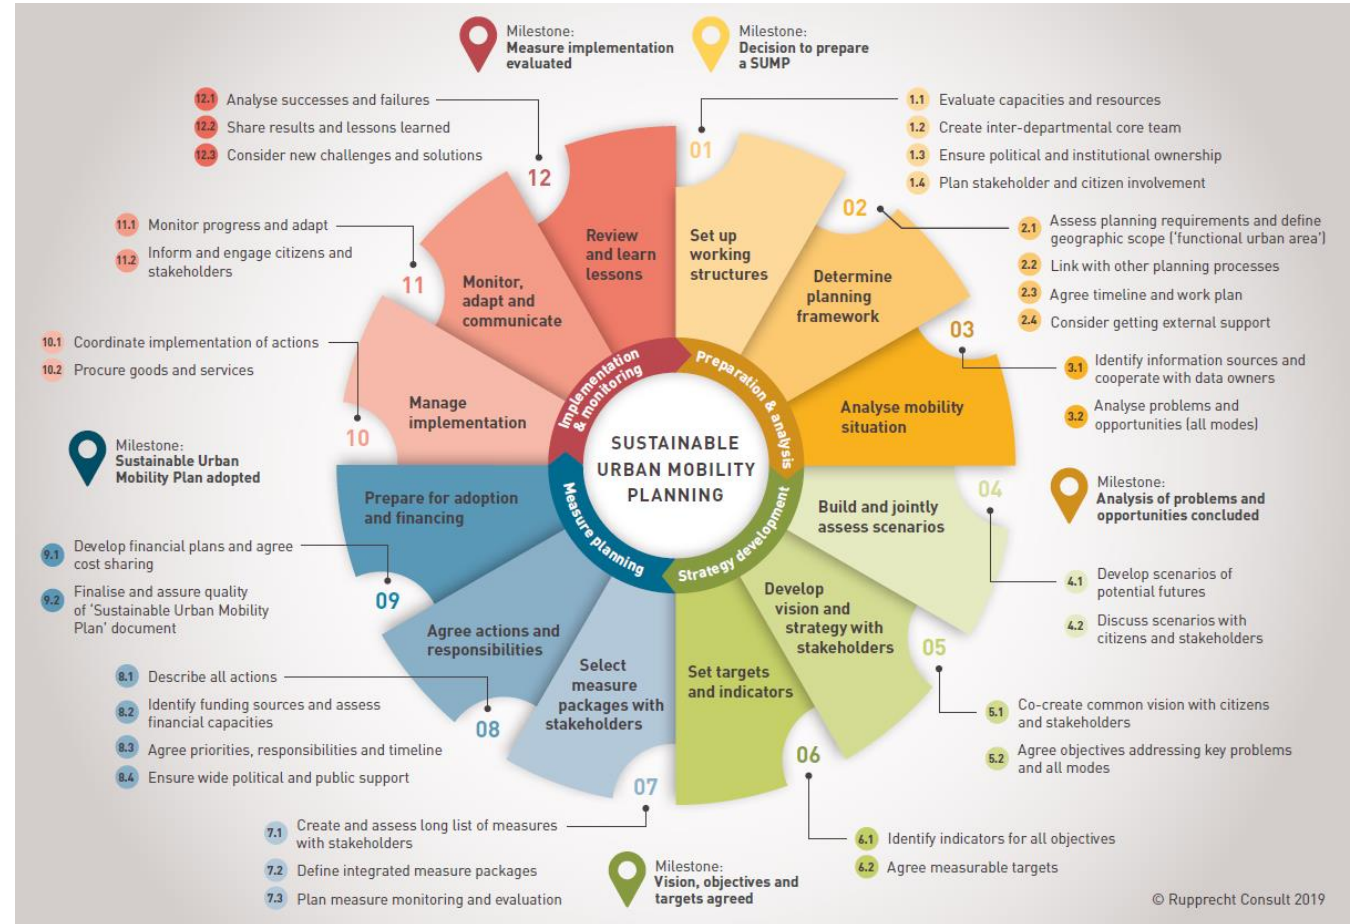 Milestone:
Measure implementation
evaluated
Milestone:
Decision to prepare
a SUMP
12.1 Analyse successes and failures
12.2 Share results and lessons learned
12.3 Consider new challenges and solutions
1.1 Evaluate capacities and resources
1.2 Create inter-departmental core team
1.3 Ensure political and institutional ownership
1.4 Plan stakeholder and citizen involvement
11.1 Monitor progress and adapt
11.2 Inform and engage citizens and
stakeholders
2.1 Assess planning requirements and define
geographic scope (‘functional urban area’)
2.2 Link with other planning processes
2.3 Agree timeline and work plan
2.4 Consider getting external support
10.1 Coordinate implementation of actions
10.2 Procure goods and services
3.1 Identify information sources and
cooperate with data owners
3.2 Analyse problems and
opportunities (all modes)
Milestone:
Sustainable Urban
Mobility Plan adopted
Milestone:
Analysis of problems and
opportunities concluded
01
Set up
working
structures
02
Determine
planning
framework
03
Analyse mobility
situation
04
Build and jointly
assess scenarios
05
Develop
vision and
strategy with
stakeholders
06
Set targets
and indicators
07
Select
measure
packages with
stakeholders
08
Agree actions and
responsibilities
09
Prepare for adoption
and financing
10
Manage
implementation
11
Monitor,
adapt and
communicate
12
Review
and learn
lessons
Preparation & analysis
Strategy development
Measure planning
Implementation
& monitoring
SUSTAINABLE
URBAN MOBILITY
PLANNING
9.1 Develop financial plans and agree
cost sharing
9.2 Finalise and assure quality
of ‘Sustainable Urban Mobility
Plan’ document
4.1 Develop scenarios of
potential futures
4.2 Discuss scenarios with
citizens and stakeholders
8.1 Describe all actions
8.2 Identify funding sources and assess
financial capacities
8.3 Agree priorities, responsibilities and timeline
8.4 Ensure wide political and public support
5.1 Co-create common vision with citizens
and stakeholders
5.2 Agree objectives addressing key problems
and all modes
7.1 Create and assess long list of measures
with stakeholders
7.2 Define integrated measure packages
7.3 Plan measure monitoring and evaluation
6.1 Identify indicators for all objectives
6.2 Agree measurable targets
Milestone:
Vision, objectives and
targets agreed
© Rupprecht Consult 2019